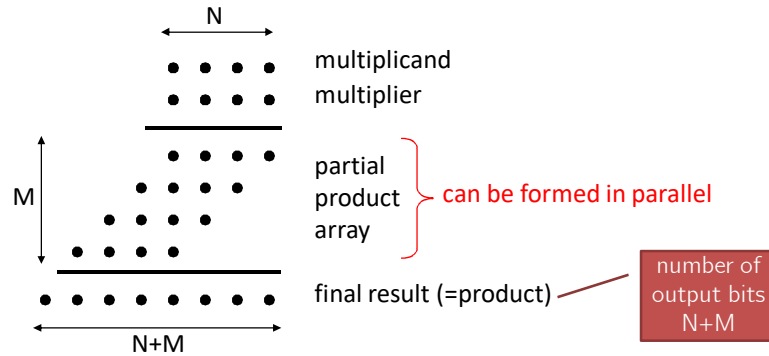 N
multiplicand
multiplier
M
partial
product
array
can be formed in parallel
final result (=product)
number of
output bits
N+M
N+M